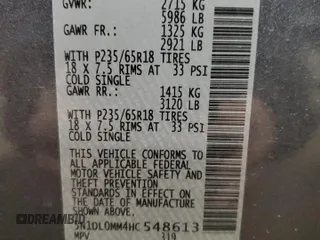 GVWR: 2715 KG
5986 LB
GAWR FR.: 1325 KG
2921 LB
WITH P235/65R18 TIRES
18 X 7.5 RIMS AT 33 PSI
COLD SINGLE
GAWR RR.: 1415 KG
3120 LB
WITH P235/65R18 TIRES
18 X 7.5 RIMS AT 33 PSI
COLD SINGLE
THIS VEHICLE CONFORMS TO
ALL APPLICABLE FEDERAL
MOTOR VEHICLE SAFETY
STANDARDS IN EFFECT ON
THE DATE OF MANUFACTURE
SHOWN ABOVE.
5N1DL0MM4HC548613
MPV 319
DREAMBID